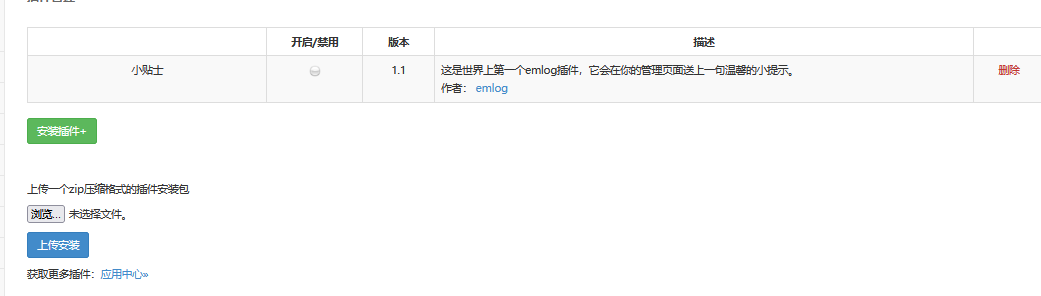 开启/禁用 版本 描述
小贴士 1.1 这是世界上第一个emlog插件，它会在你的管理页面送上一句温馨的小提示。 删除
作者： emlog
安装插件+
上传一个zip压缩格式的插件安装包
浏览... 未选择文件。
上传安装
获取更多插件：应用中心»